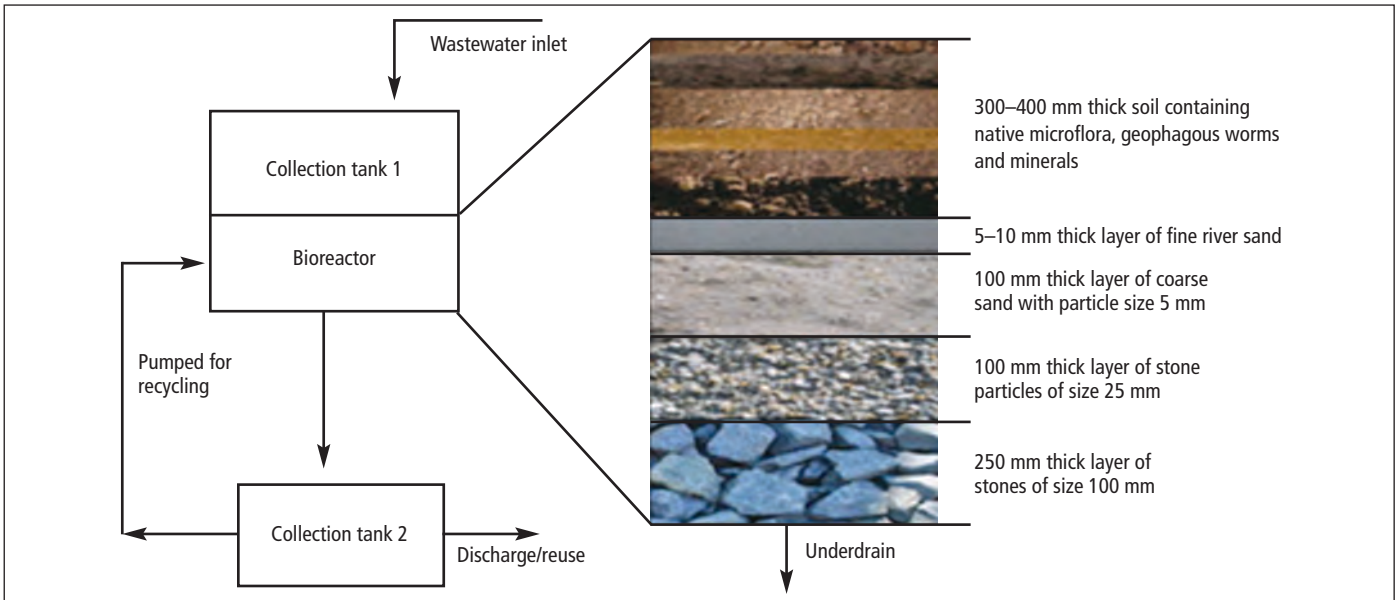 Wastewater inlet
Collection tank 1
Bioreactor
Pumped for
recycling
Collection tank 2
Discharge/reuse
300–400 mm thick soil containing
native microflora, geophagous worms
and minerals
5–10 mm thick layer of fine river sand
100 mm thick layer of coarse
sand with particle size 5 mm
100 mm thick layer of stone
particles of size 25 mm
250 mm thick layer of
stones of size 100 mm
Underdrain